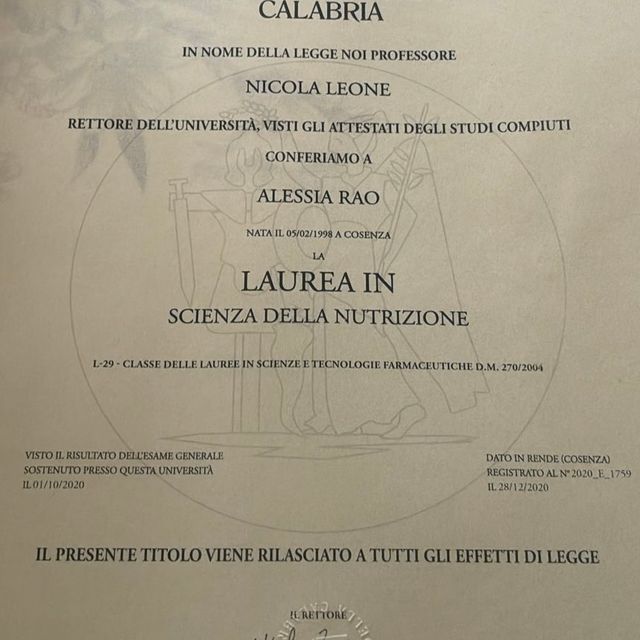 CALABRIA
IN NOME DELLA LEGGE NOI PROFESSORE
NICOLA LEONE
RETTORE DELL'UNIVERSITÀ, VISTI GLI ATTESTATI DEGLI STUDI COMPIUTI
CONFERIAMO A
ALESSIA RAO
NATA IL 05/02/1998 A COSENZA
LA
LAUREA IN
SCIENZA DELLA NUTRIZIONE
L-29 - CLASSE DELLE LAUREE IN SCIENZE E TECNOLOGIE FARMACEUTICHE D.M. 270/2004
VISTO IL RISULTATO DELL'ESAME GENERALE
SOSTENUTO PRESSO QUESTA UNIVERSITÀ
IL 01/10/2020
DATO IN RENDE (COSENZA)
REGISTRATO AL N° 2020_E_1759
IL 28/12/2020
IL PRESENTE TITOLO VIENE RILASCIATO A TUTTI GLI EFFETTI DI LEGGE
IL RETTORE